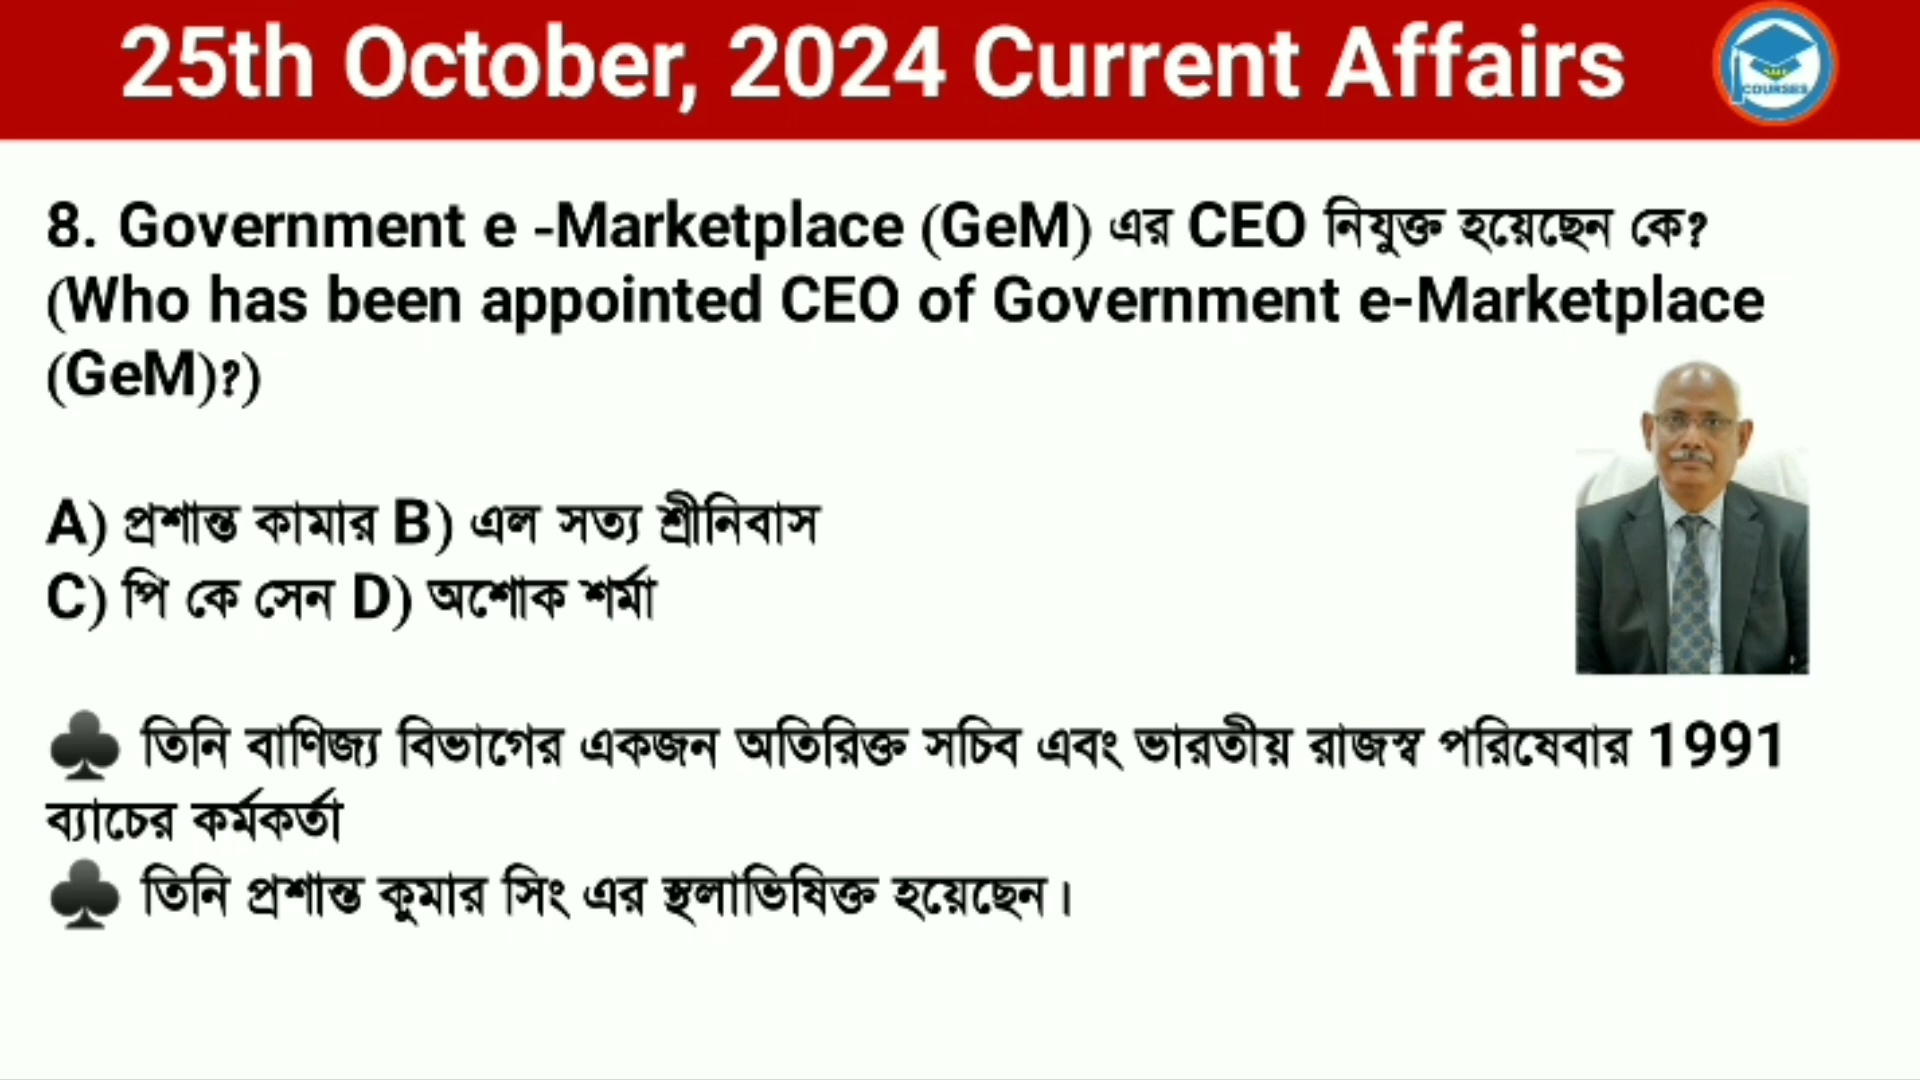 25th October, 2024 Current Affairs
COURSES
8. Government e -Marketplace (GeM) এর CEO নিযুক্ত হয়েছেন কে?
(Who has been appointed CEO of Government e-Marketplace
(GeM)?)
A) প্রশান্ত কামার B) এল সত্য শ্রীনিবাস
C) পি কে সেন D) অশোক শর্মা
♣ তিনি বাণিজ্য বিভাগের একজন অতিরিক্ত সচিব এবং ভারতীয় রাজস্ব পরিষেবার 1991
ব্যাচের কর্মকর্তা
♣ তিনি প্রশান্ত কুমার সিং এর স্থলাভিষিক্ত হয়েছেন।